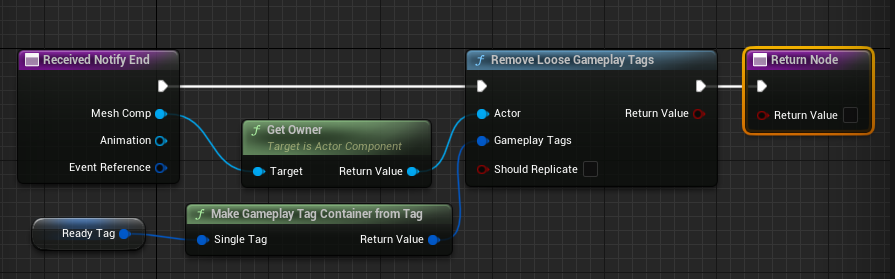 Received Notify End
Mesh Comp
Animation
Event Reference
Ready Tag
f Get Owner
Target is Actor Component
Target Return Value
f Make Gameplay Tag Container from Tag
Single Tag Return Value
f Remove Loose Gameplay Tags
Actor Return Value
Gameplay Tags
Should Replicate
Return Node
Return Value